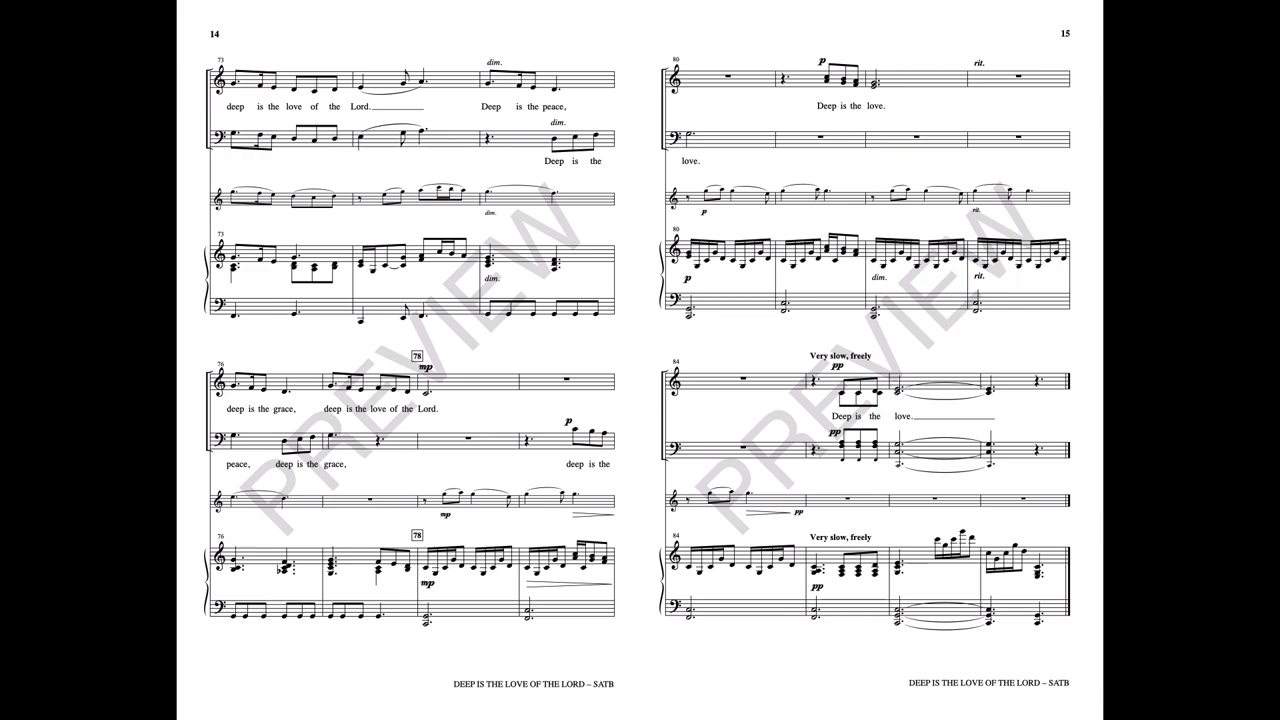 14
73
dim.
deep is the love of the Lord.
Deep is the peace,
dim.
Deep is the
dim.
73
dim.
76
78
mp
deep is the grace, deep is the love of the Lord.
p
peace, deep is the grace, deep is the
mp
76
78
mp
DEEP IS THE LOVE OF THE LORD – SATB
15
80
p
rit.
Deep is the love.
love.
p
rit.
80
p
dim.
rit.
84
Very slow, freely
pp
Deep is the love.
pp
pp
84
Very slow, freely
pp
DEEP IS THE LOVE OF THE LORD – SATB
PREVIEW
PREVIEW